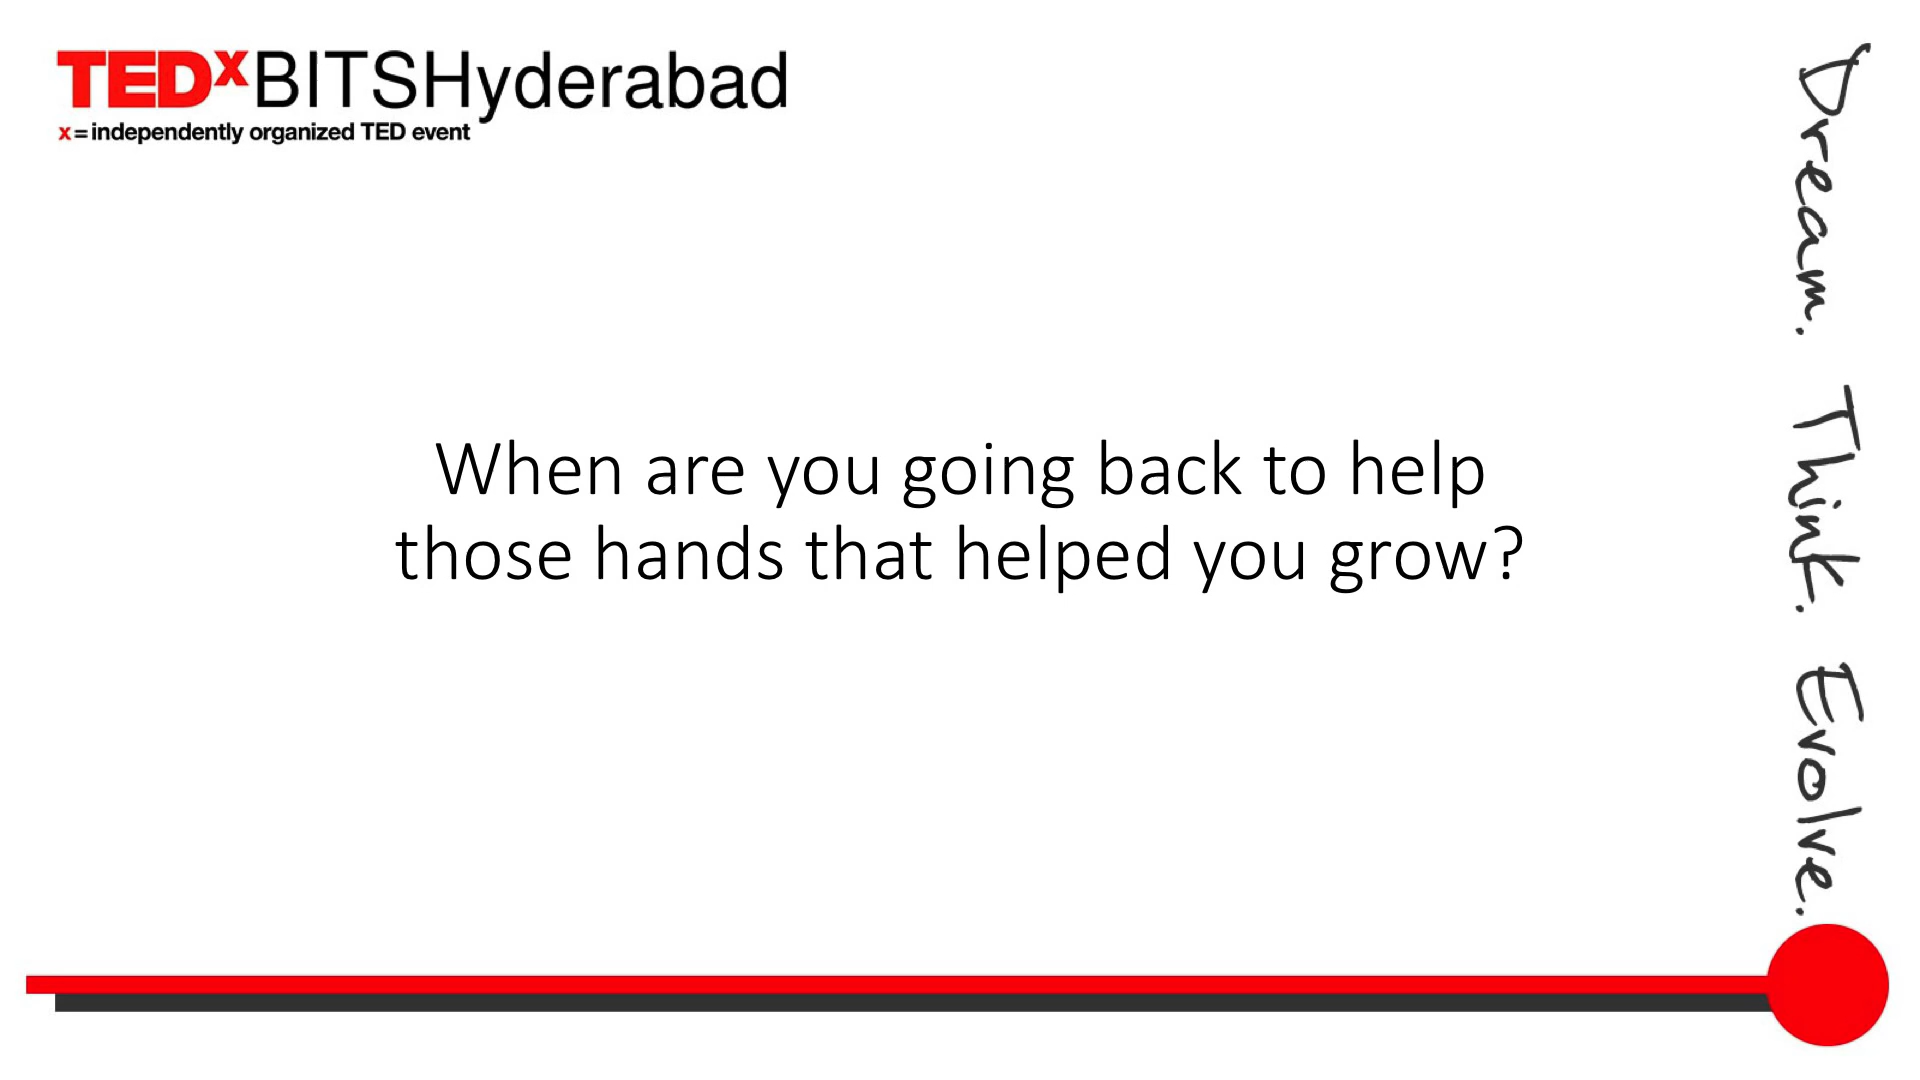 TEDxBITSHyderabad
x = independently organized TED event
When are you going back to help
those hands that helped you grow?
Dream. Think. Evolve.